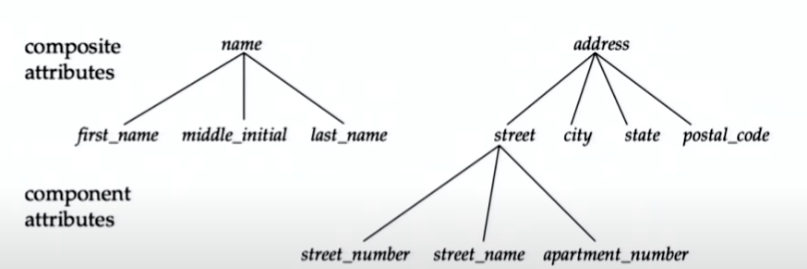 composite
attributes
name
address
first_name middle_initial last_name
street city state postal_code
component
attributes
street_number street_name apartment_number